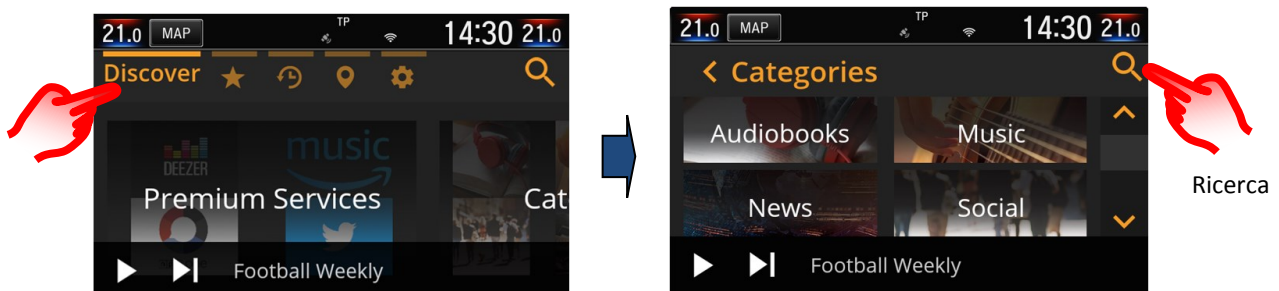 21.0 MAP TP 14:30 21.0
Discover
DEEZER music
Premium Services Cat
Football Weekly
21.0 MAP TP 14:30 21.0
Categories
Audiobooks Music
News Social
Football Weekly
Ricerca